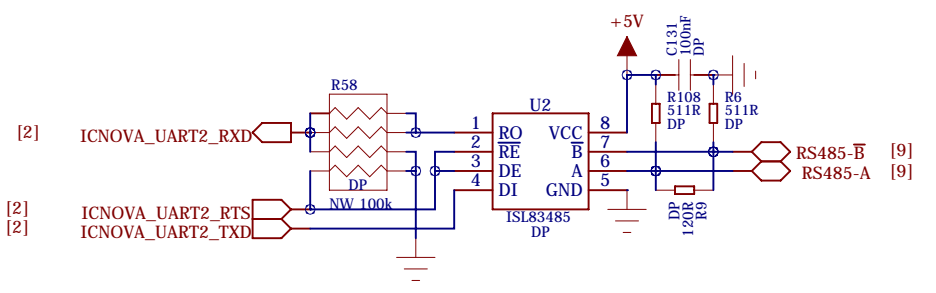 +5V
C131
100nF
DP
R58
U2
R108
511R
DP
R6
511R
DP
[2]
ICNOVA_UART2_RXD
1
2
3
4
RO
RE
DE
DI
VCC
B
A
GND
8
7
6
5
RS485-B
[9]
RS485-A
[9]
DP
NW 100k
[2]
ICNOVA_UART2_RTS
[2]
ICNOVA_UART2_TXD
ISL83485
DP
DP
120R
R9